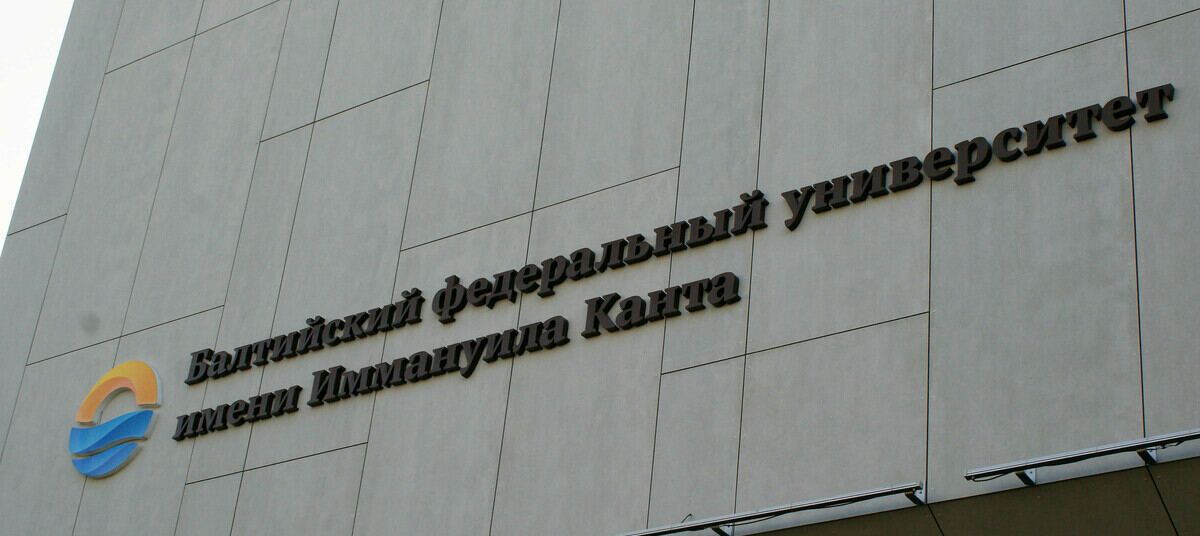 Балтийский федеральный университет
имени Иммануила Канта